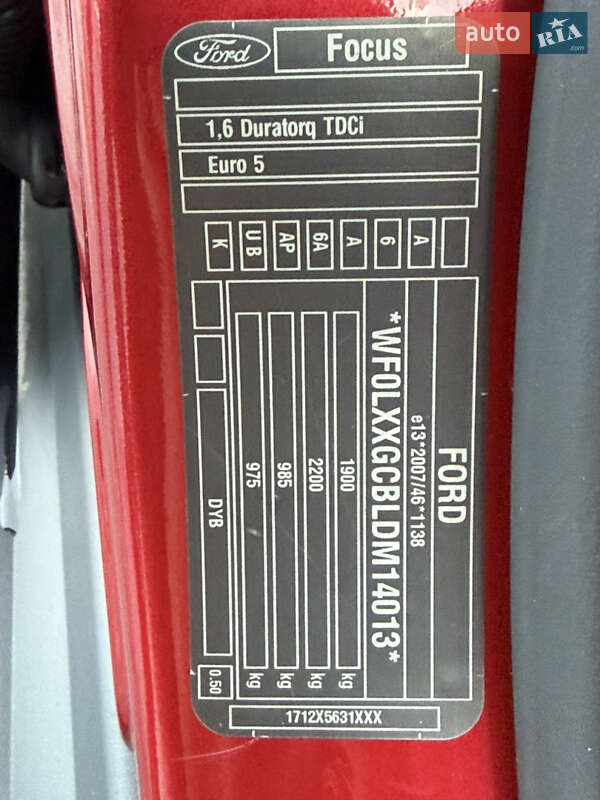 auto RIA.com
Ford
Focus
1,6 Duratorq TDCi
Euro 5
K
UB
AP
6A
A
6
A
FORD
e13*2007/46*1138
*WF0LXXGCBLDM14013*
1900 kg
2200 kg
985 kg
975 kg
DYB
0.50
1712X5631XXX